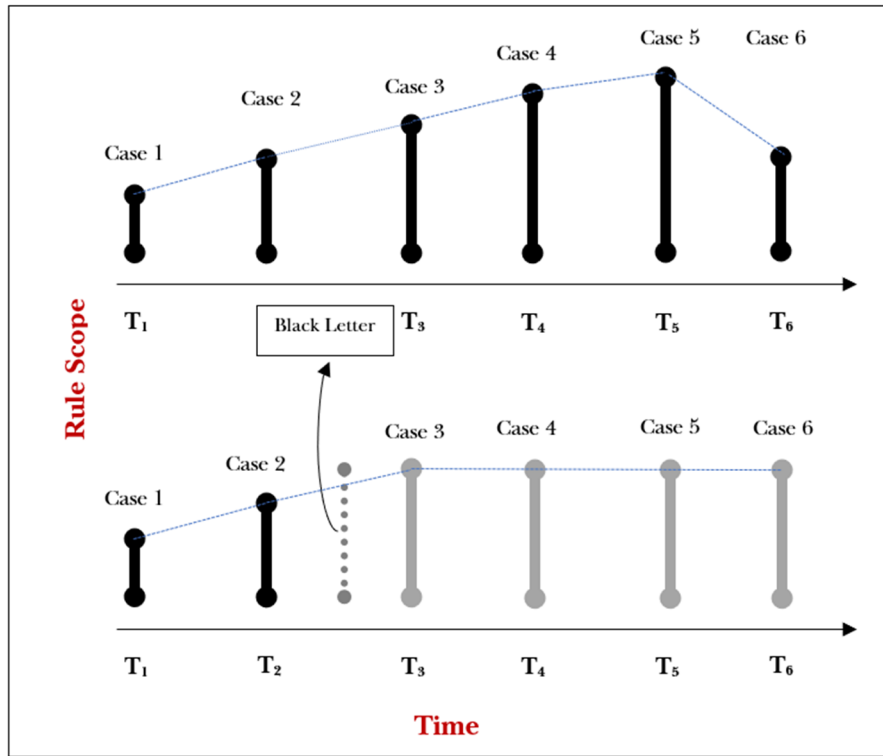 Case 1
Case 2
Case 3
Case 4
Case 5
Case 6
T₁
T₃
T₄
T₅
T₆
Black Letter
Rule Scope
Case 1
Case 2
Case 3
Case 4
Case 5
Case 6
T₁
T₂
T₃
T₄
T₅
T₆
Time